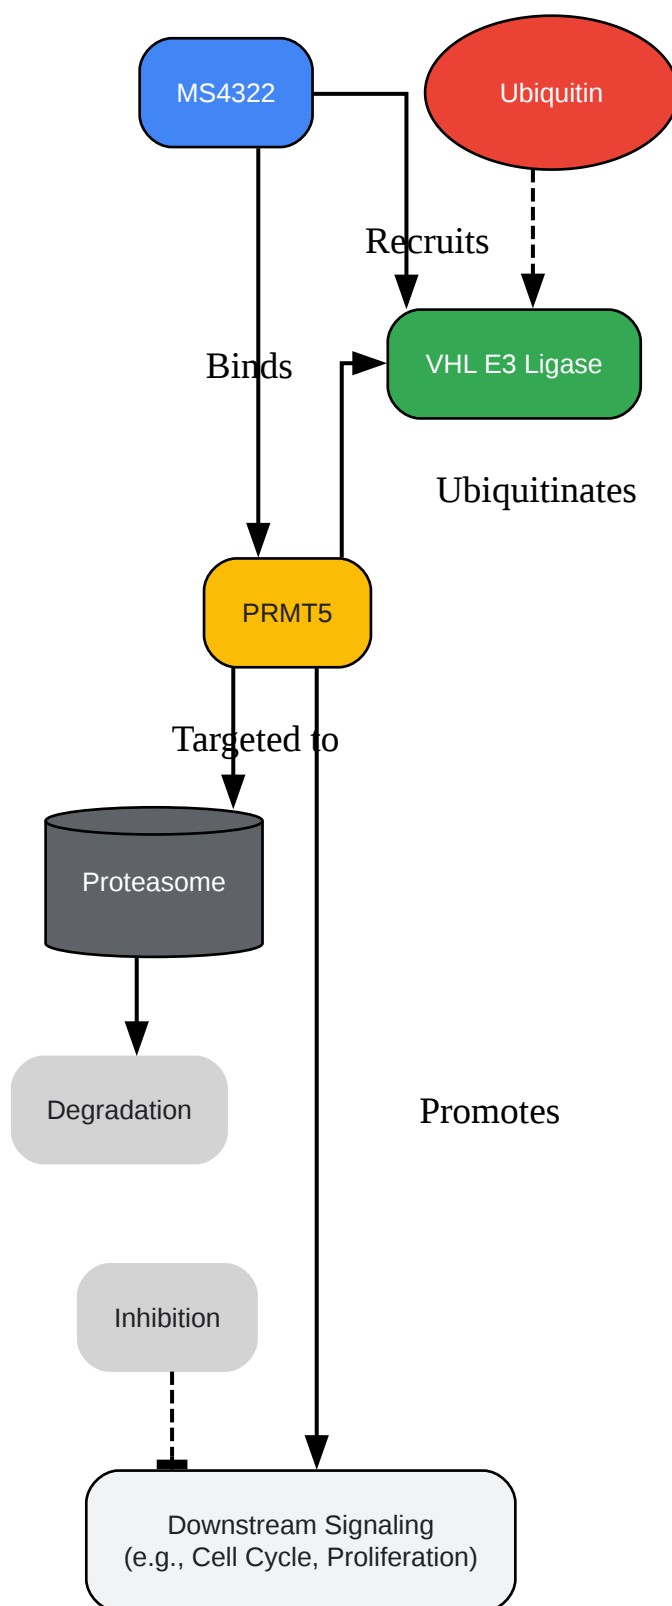 MS4322
Ubiquitin
Recruits
VHL E3 Ligase
Binds
Ubiquitinates
PRMT5
Targeted to
Proteasome
Degradation
Promotes
Inhibition
Downstream Signaling
(e.g., Cell Cycle, Proliferation)